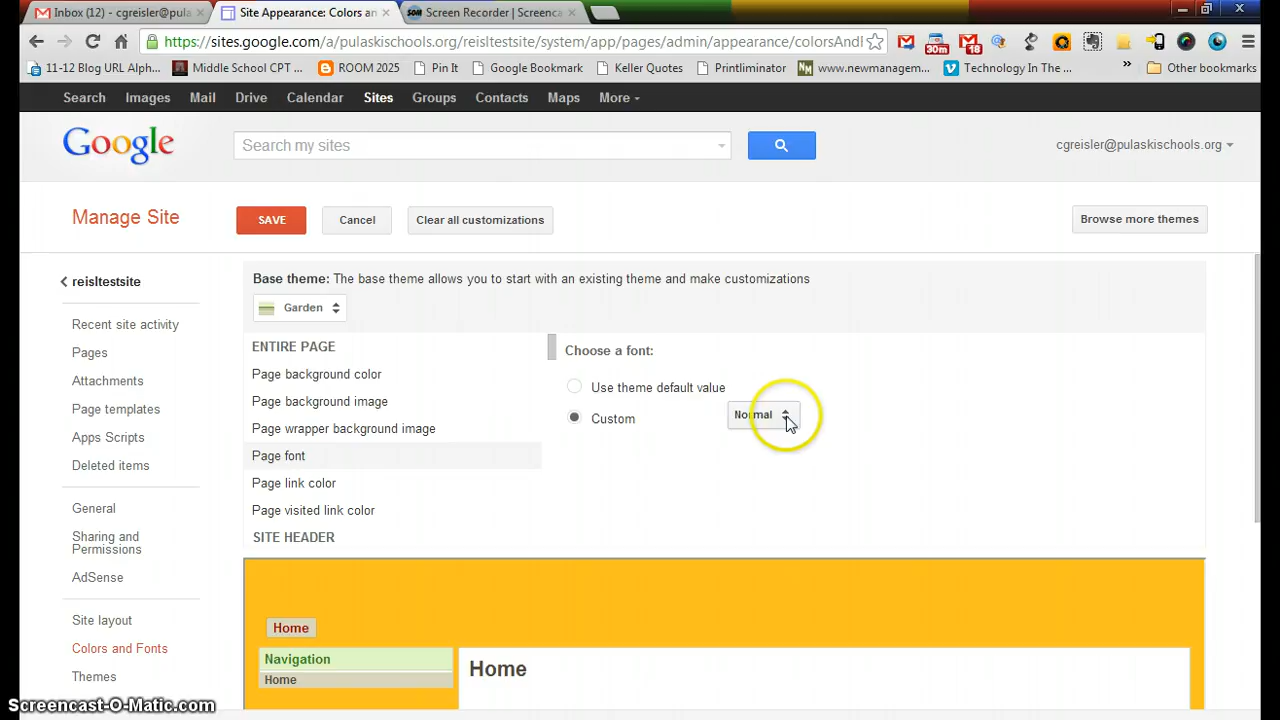 Inbox (12) - cgreisler@pula
Site Appearance: Colors an
Screen Recorder | Screenca
https://sites.google.com/a/pulaskischools.org/reisltestsite/system/app/pages/admin/appearance/colorsAndI
30m
18
11-12 Blog URL Alph...
Middle School CPT ...
ROOM 2025
Pin It
Google Bookmark
Keller Quotes
Printliminator
www.newmanagem...
Technology In The ...
Other bookmarks
Search
Images
Mail
Drive
Calendar
Sites
Groups
Contacts
Maps
More
Google
Search my sites
cgreisler@pulaskischools.org
Manage Site
SAVE
Cancel
Clear all customizations
Browse more themes
reisltestsite
Recent site activity
Pages
Attachments
Page templates
Apps Scripts
Deleted items
General
Sharing and
Permissions
AdSense
Site layout
Colors and Fonts
Themes
Base theme: The base theme allows you to start with an existing theme and make customizations
Garden
ENTIRE PAGE
Page background color
Page background image
Page wrapper background image
Page font
Page link color
Page visited link color
SITE HEADER
Choose a font:
Use theme default value
Custom
Normal
Home
Navigation
Home
Home
Screencast-O-Matic.com